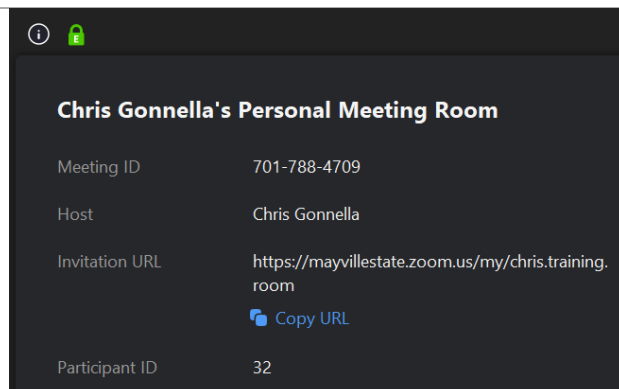 E
Chris Gonnella's Personal Meeting Room
Meeting ID 701-788-4709
Host Chris Gonnella
Invitation URL https://mayvillestate.zoom.us/my/chris.training.
room
Copy URL
Participant ID 32